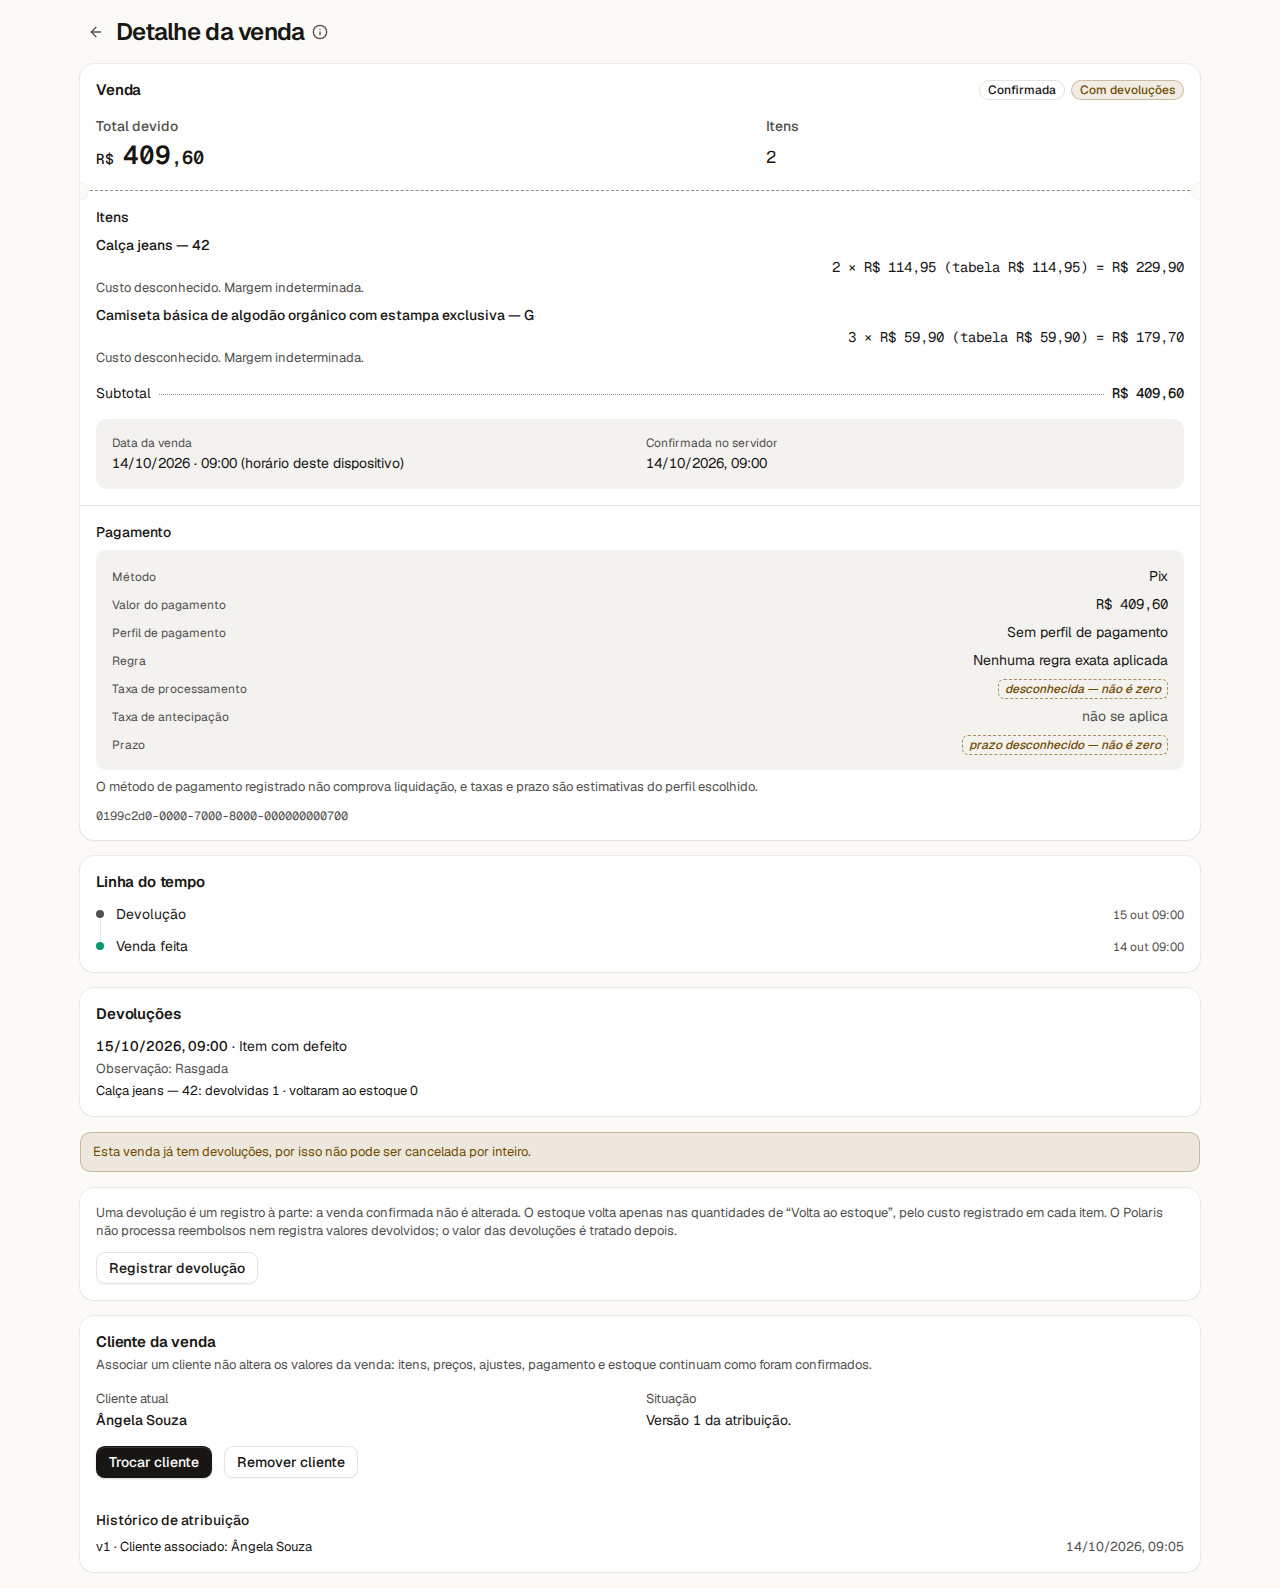 Detalhe da venda
Venda
Confirmada
Com devoluções
Total devido
Itens
R$ 409,60
2
Itens
Calça jeans — 42
2 × R$ 114,95 (tabela R$ 114,95) = R$ 229,90
Custo desconhecido. Margem indeterminada.
Camiseta básica de algodão orgânico com estampa exclusiva — G
3 × R$ 59,90 (tabela R$ 59,90) = R$ 179,70
Custo desconhecido. Margem indeterminada.
Subtotal R$ 409,60
Data da venda
Confirmada no servidor
14/10/2026 · 09:00 (horário deste dispositivo)
14/10/2026, 09:00
Pagamento
Método Pix
Valor do pagamento R$ 409,60
Perfil de pagamento Sem perfil de pagamento
Regra Nenhuma regra exata aplicada
Taxa de processamento desconhecida — não é zero
Taxa de antecipação não se aplica
Prazo prazo desconhecido — não é zero
O método de pagamento registrado não comprova liquidação, e taxas e prazo são estimativas do perfil escolhido.
0199c2d0-0000-7000-8000-000000000700
Linha do tempo
Devolução 15 out 09:00
Venda feita 14 out 09:00
Devoluções
15/10/2026, 09:00 · Item com defeito
Observação: Rasgada
Calça jeans — 42: devolvidas 1 · voltaram ao estoque 0
Esta venda já tem devoluções, por isso não pode ser cancelada por inteiro.
Uma devolução é um registro à parte: a venda confirmada não é alterada. O estoque volta apenas nas quantidades de “Volta ao estoque”, pelo custo registrado em cada item. O Polaris
não processa reembolsos nem registra valores devolvidos; o valor das devoluções é tratado depois.
Registrar devolução
Cliente da venda
Associar um cliente não altera os valores da venda: itens, preços, ajustes, pagamento e estoque continuam como foram confirmados.
Cliente atual
Situação
Ângela Souza
Versão 1 da atribuição.
Trocar cliente
Remover cliente
Histórico de atribuição
v1 · Cliente associado: Ângela Souza 14/10/2026, 09:05